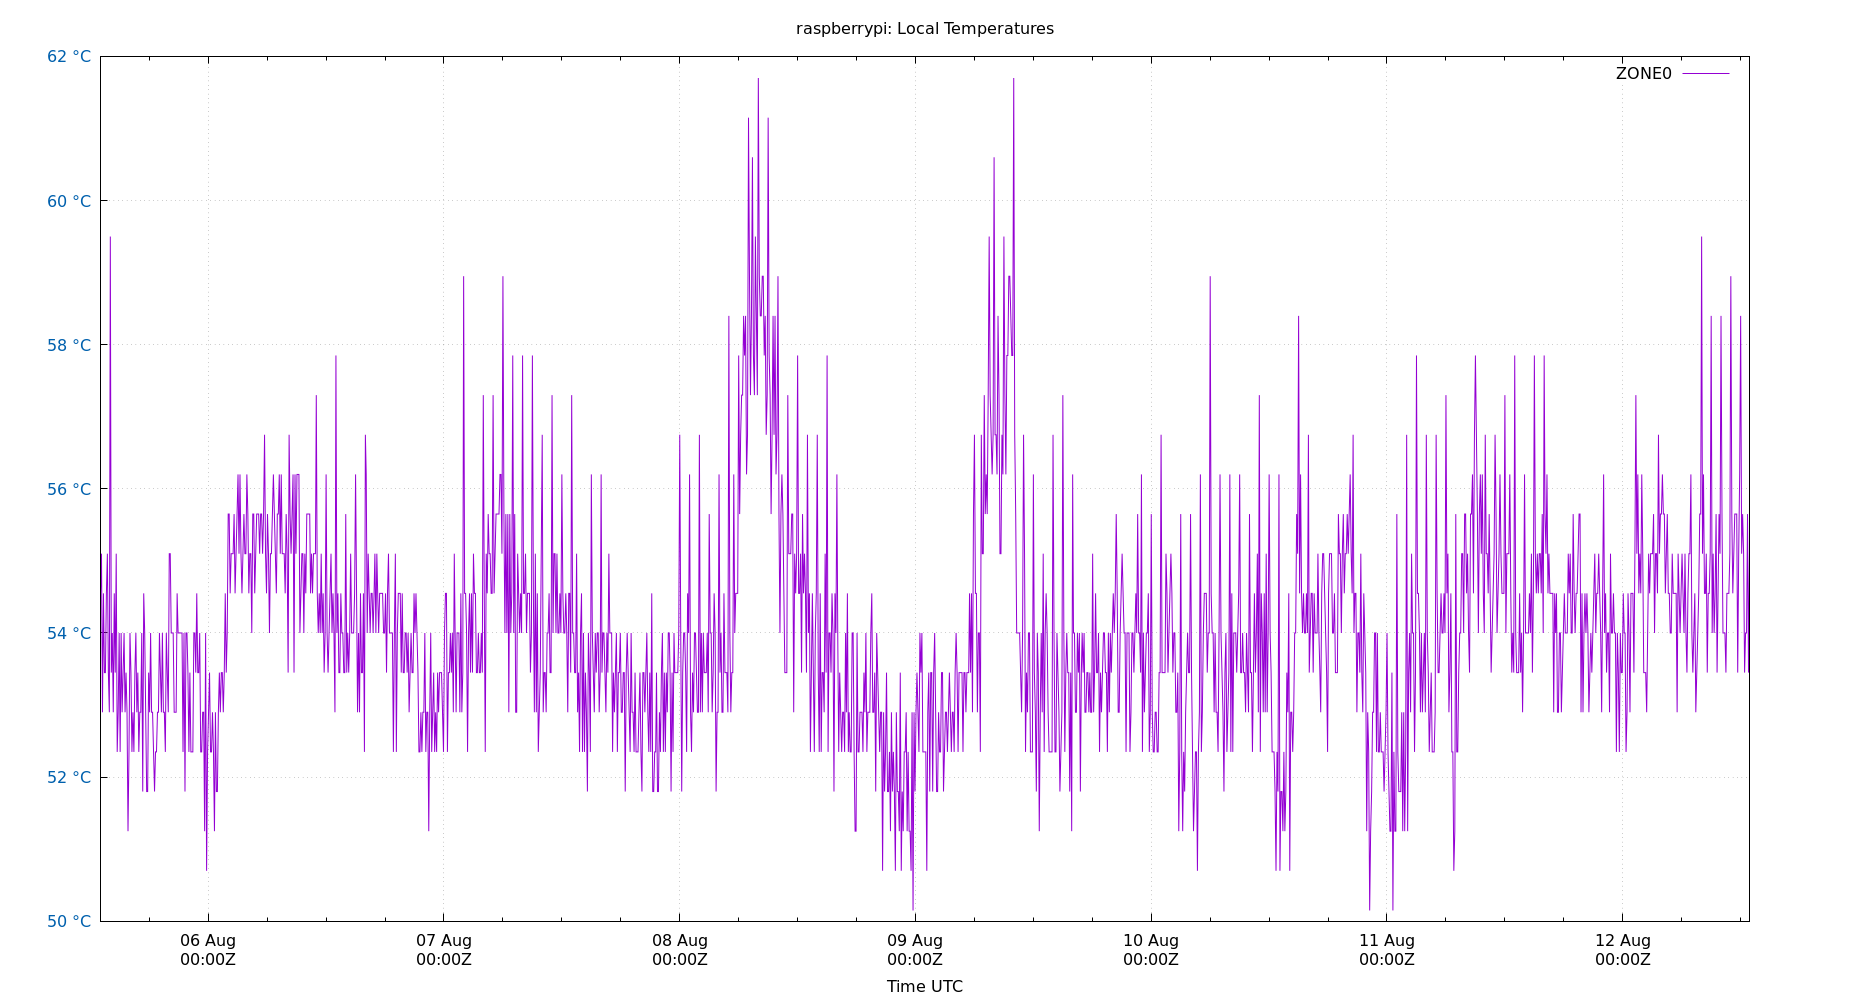 raspberrypi: Local Temperatures
62 °C
ZONE0
60 °C
58 °C
56 °C
54 °C
52 °C
50 °C
06 Aug 07 Aug 08 Aug 09 Aug 10 Aug 11 Aug 12 Aug
00:00Z 00:00Z 00:00Z 00:00Z 00:00Z 00:00Z 00:00Z
Time UTC